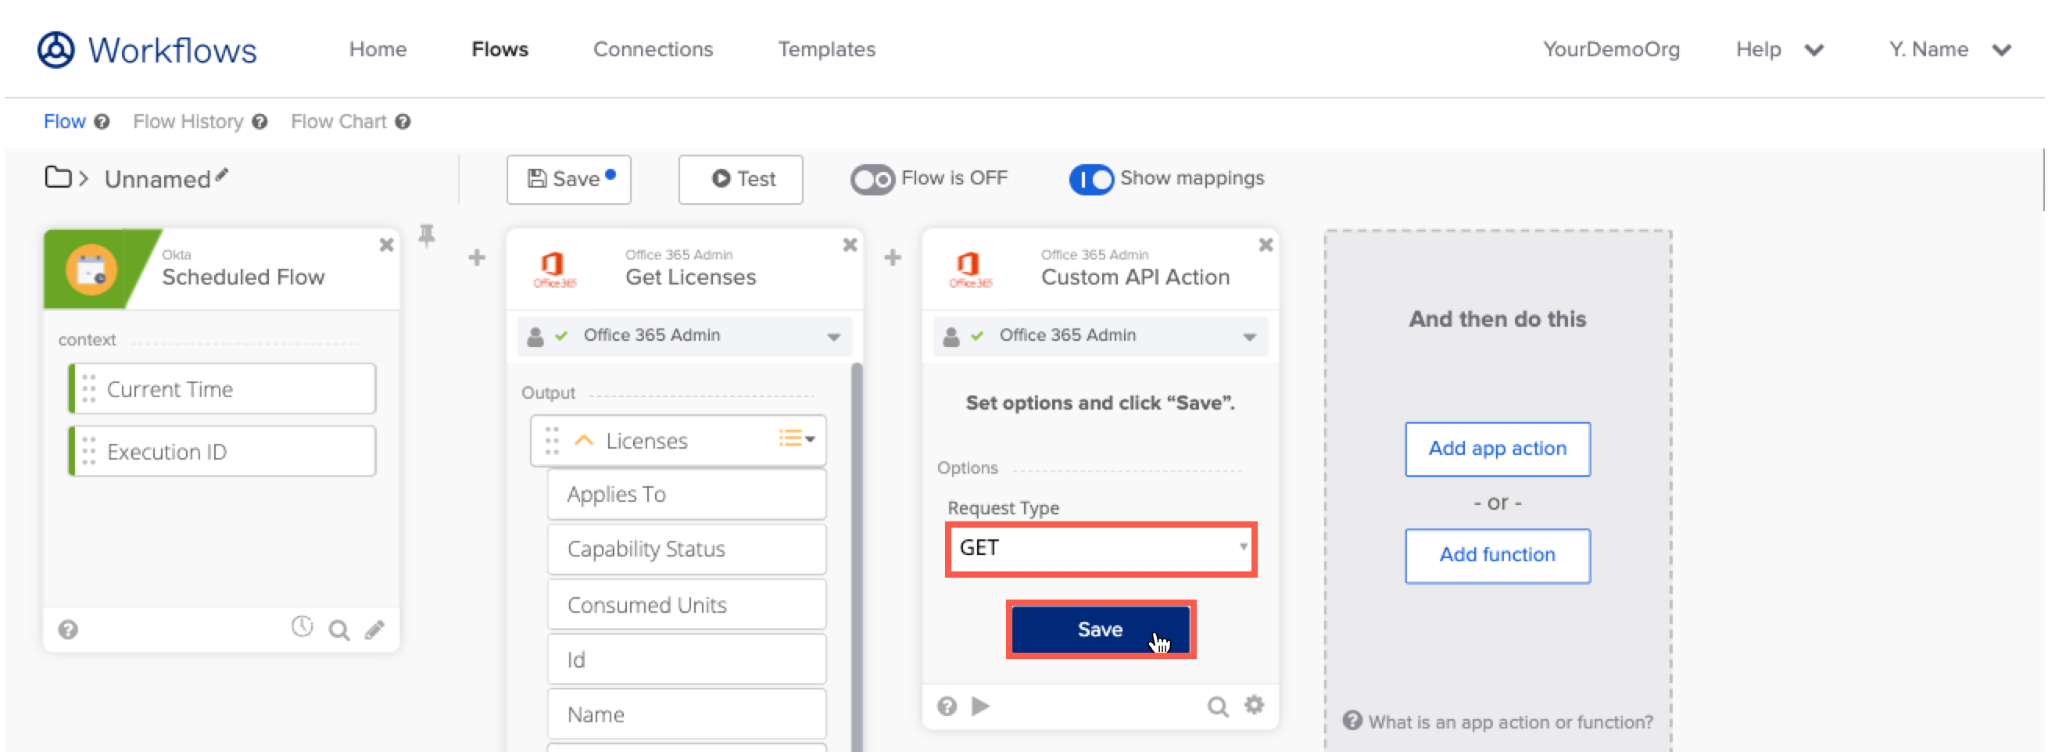 Workflows
Home
Flows
Connections
Templates
YourDemoOrg
Help
Y. Name
Flow ?
Flow History ?
Flow Chart ?
> Unnamed
Save
Test
Flow is OFF
Show mappings
Okta
Scheduled Flow
context
Current Time
Execution ID
?
Office 365
Office 365 Admin
Get Licenses
Office 365 Admin
Output
Licenses
Applies To
Capability Status
Consumed Units
Id
Name
Office 365
Office 365 Admin
Custom API Action
Office 365 Admin
Set options and click “Save”.
Options
Request Type
GET
Save
?
And then do this
Add app action
- or -
Add function
? What is an app action or function?